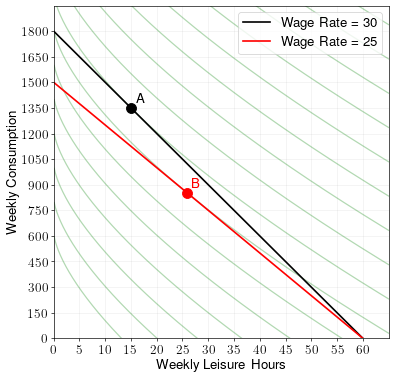 Wage Rate = 30
Wage Rate = 25
1800
1650
1500
1350
1200
1050
900
750
600
450
300
150
0
A
B
Weekly Consumption
0 5 10 15 20 25 30 35 40 45 50 55 60
Weekly Leisure Hours